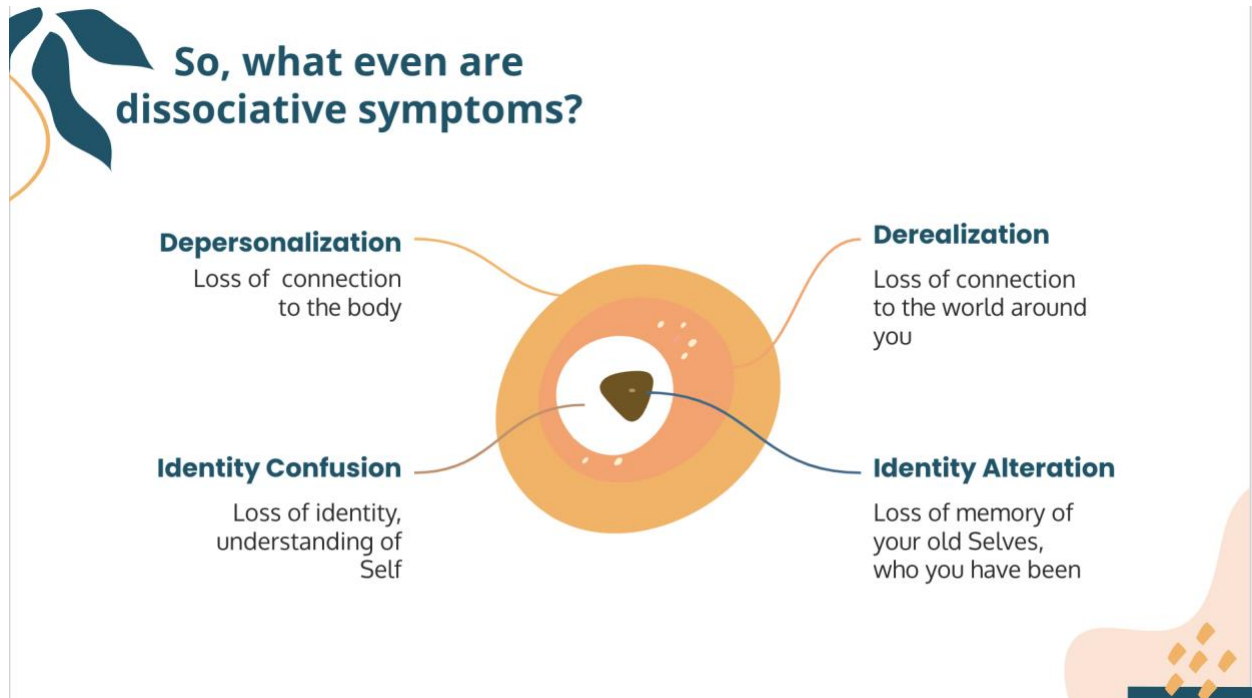 So, what even are
dissociative symptoms?
Depersonalization
Loss of connection
to the body
Derealization
Loss of connection
to the world around
you
Identity Confusion
Loss of identity,
understanding of
Self
Identity Alteration
Loss of memory of
your old Selves,
who you have been